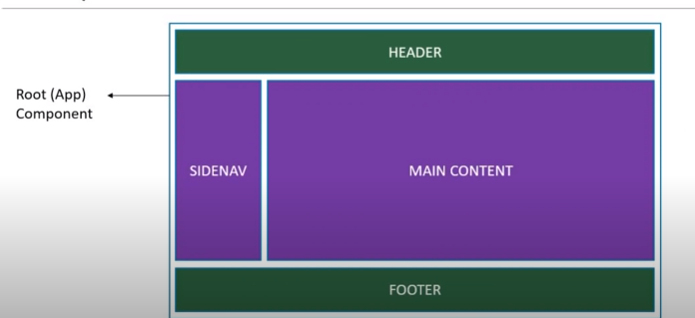 HEADER
Root (App)
Component
SIDENAV
MAIN CONTENT
FOOTER